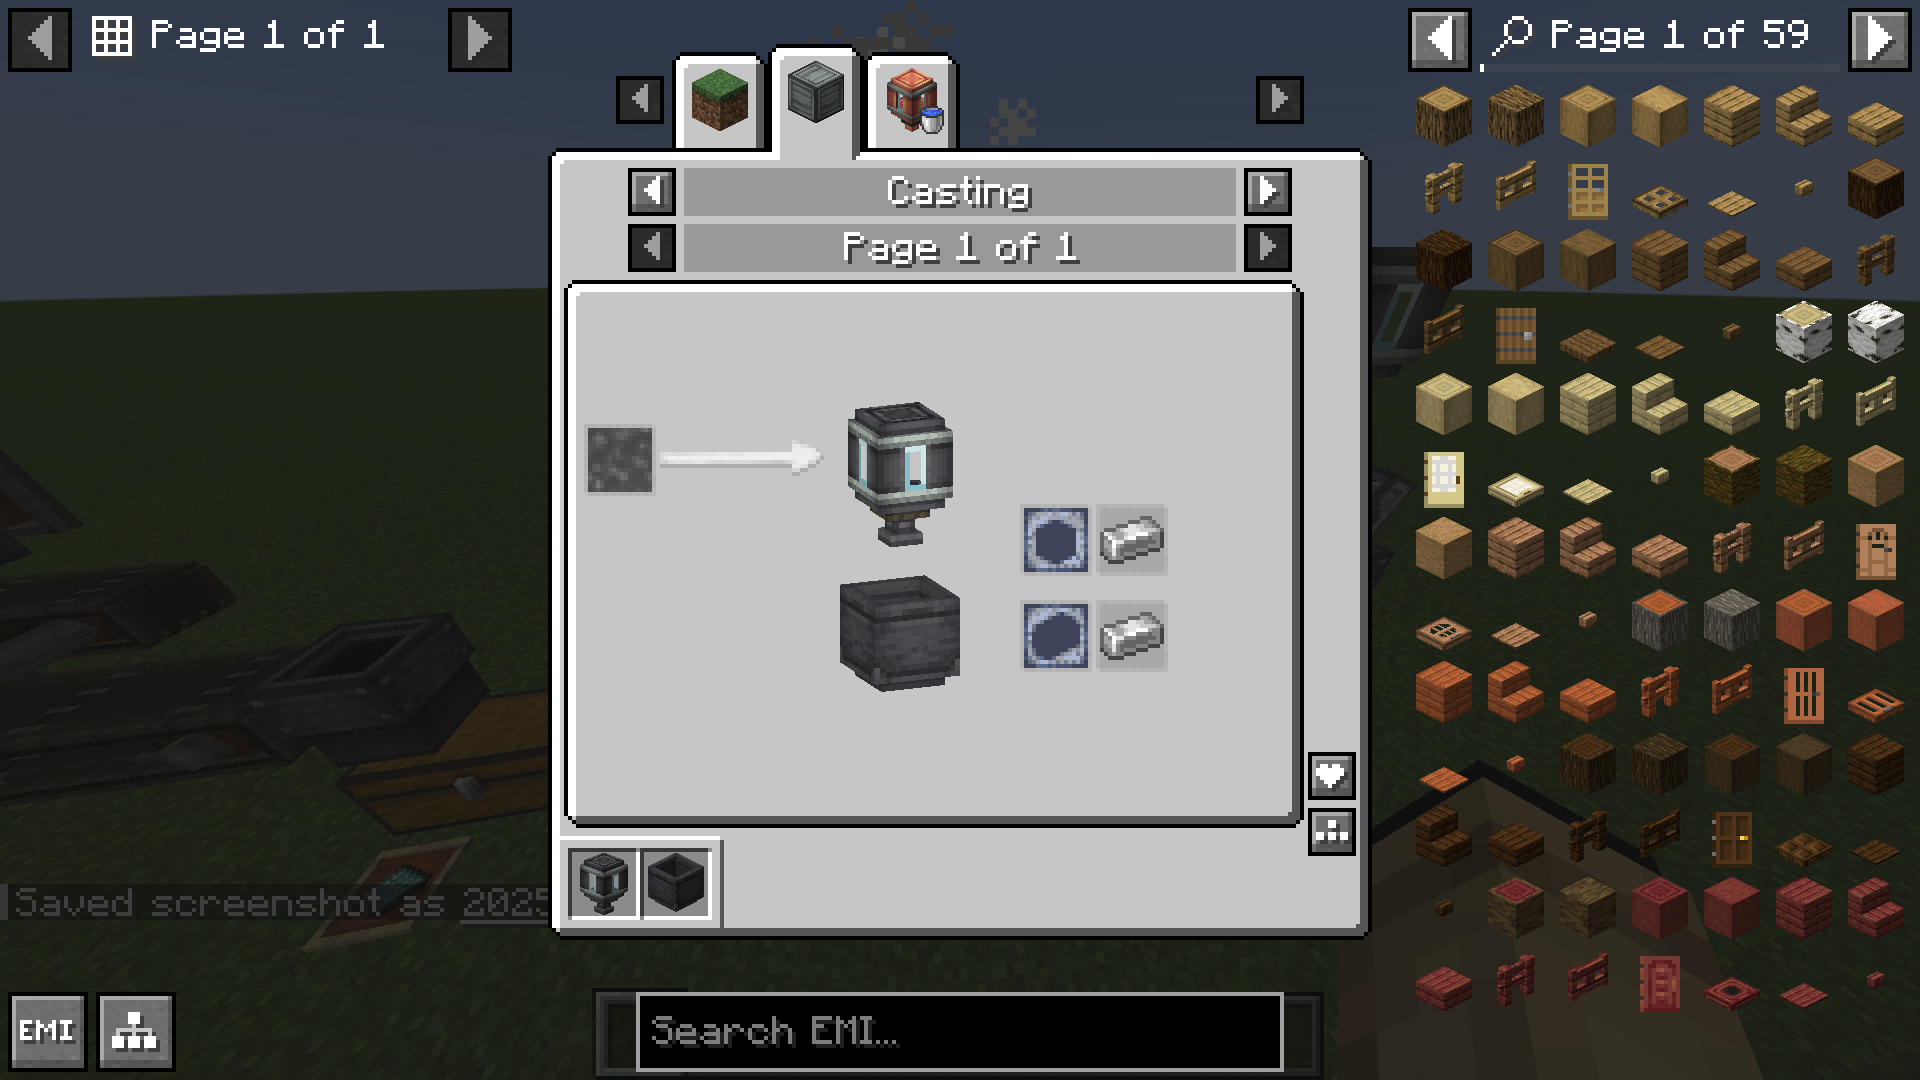 Page 1 of 1
Page 1 of 59
Casting
Page 1 of 1
Saved screenshot as 2025
EMI
Search EMI...